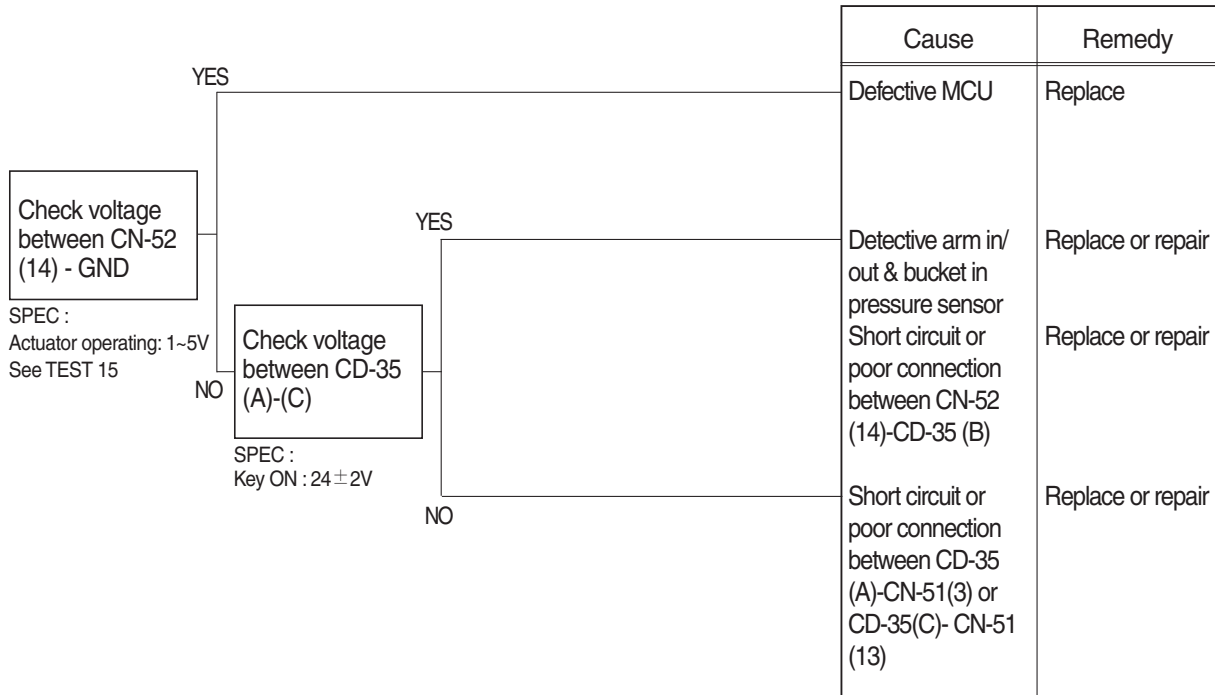 Cause
Remedy
YES
Defective MCU
Replace
Check voltage
between CN-52
(14) - GND
SPEC :
Actuator operating: 1~5V
See TEST 15
NO
YES
Detective arm in/
out & bucket in
pressure sensor
Replace or repair
Short circuit or
poor connection
between CN-52
(14)-CD-35 (B)
Replace or repair
Check voltage
between CD-35
(A)-(C)
SPEC :
Key ON : 24±2V
NO
Short circuit or
poor connection
between CD-35
(A)-CN-51(3) or
CD-35(C)- CN-51
(13)
Replace or repair